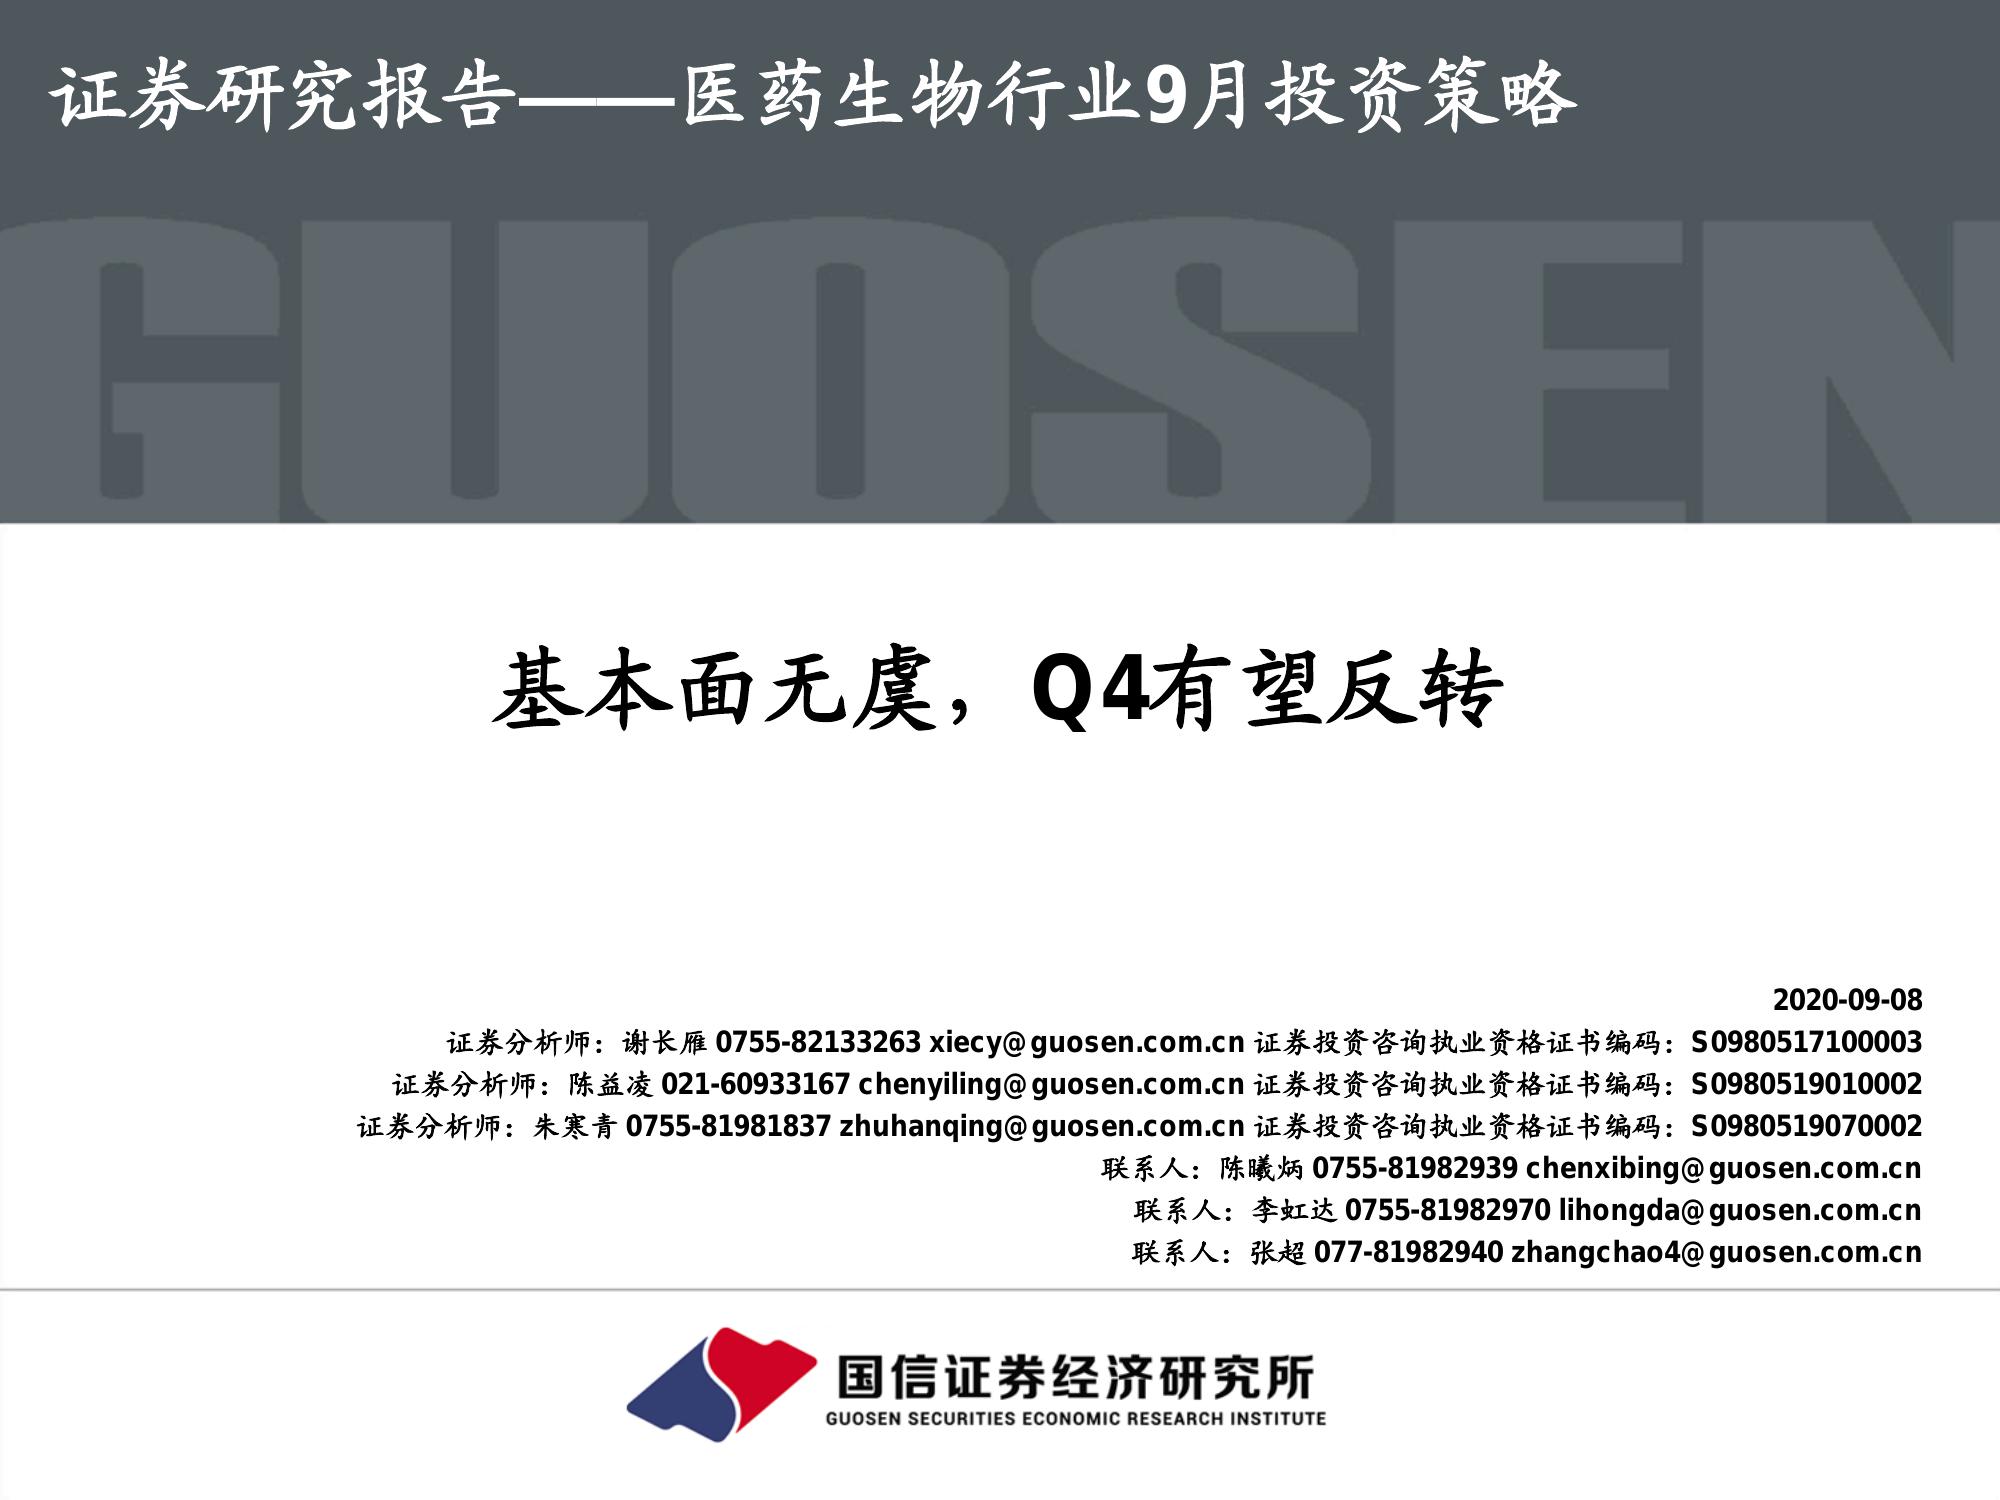 证券研究报告——医药生物行业9月投资策略
GUOSEN
基本面无虞，Q4有望反转
2020-09-08
证券分析师：谢长雁 0755-82133263 xiecy@guosen.com.cn 证券投资咨询执业资格证书编码：S0980517100003
证券分析师：陈益凌 021-60933167 chenyiling@guosen.com.cn 证券投资咨询执业资格证书编码：S0980519010002
证券分析师：朱寒青 0755-81981837 zhuhanqing@guosen.com.cn 证券投资咨询执业资格证书编码：S0980519070002
联系人：陈曦炳 0755-81982939 chenxibing@guosen.com.cn
联系人：李虹达 0755-81982970 lihongda@guosen.com.cn
联系人：张超 077-81982940 zhangchao4@guosen.com.cn
国信证券经济研究所
GUOSEN SECURITIES ECONOMIC RESEARCH INSTITUTE